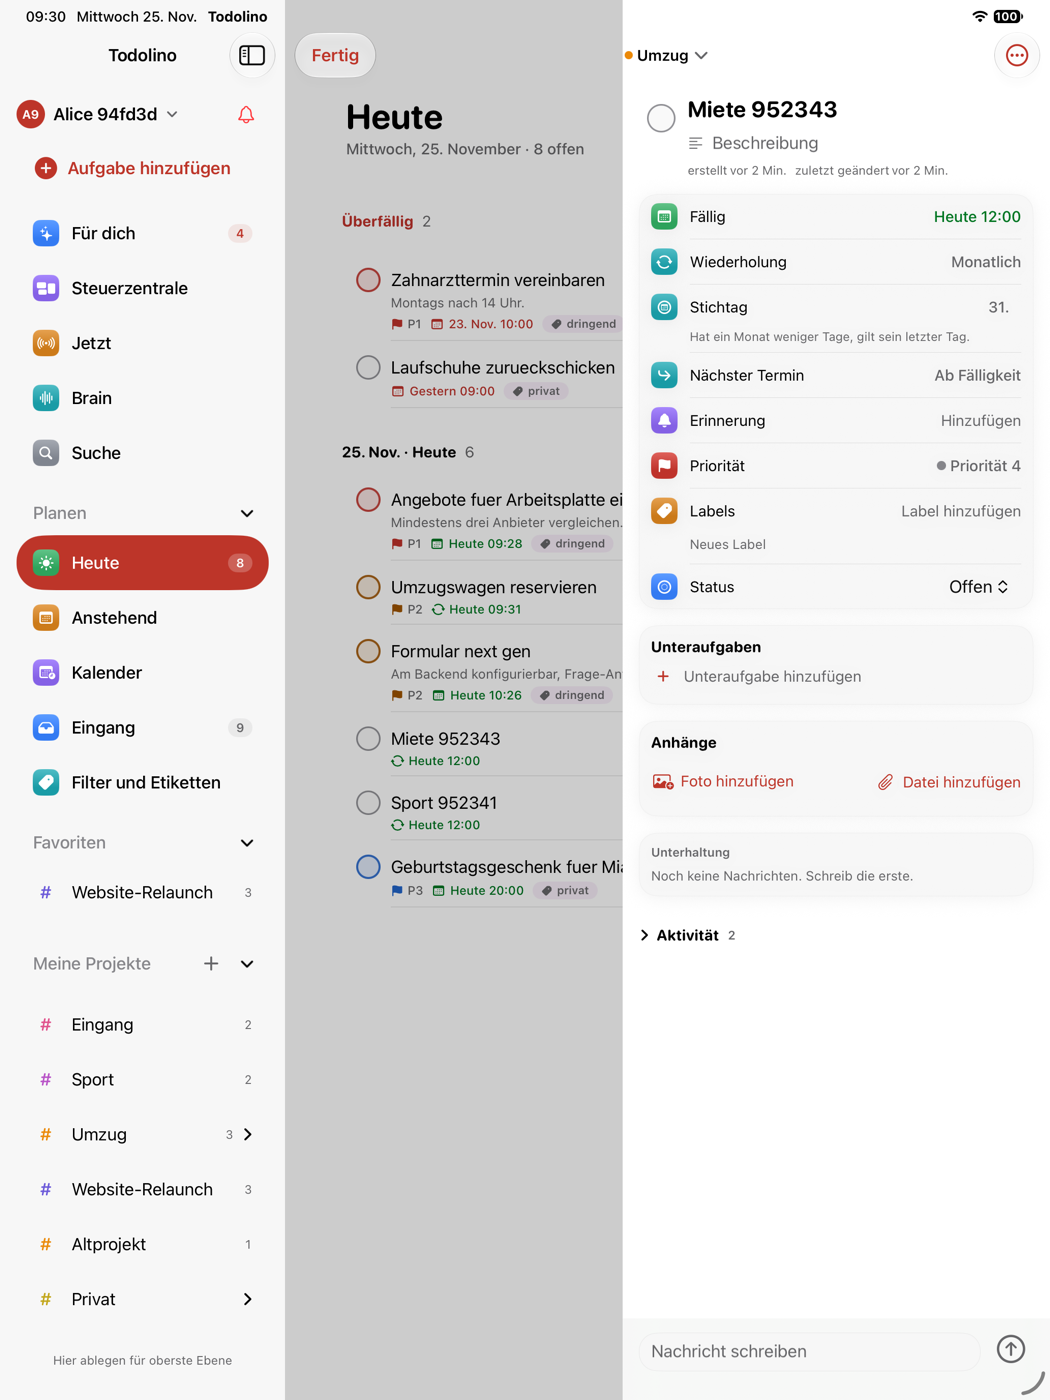 09:30 Mittwoch 25. Nov. Todolino
100
Todolino
A9 Alice 94fd3d
Aufgabe hinzufügen
Für dich 4
Steuerzentrale
Jetzt
Brain
Suche
Planen
Heute 8
Anstehend
Kalender
Eingang 9
Filter und Etiketten
Favoriten
# Website-Relaunch 3
Meine Projekte
# Eingang 2
# Sport 2
# Umzug 3
# Website-Relaunch 3
# Altprojekt 1
# Privat
Hier ablegen für oberste Ebene
Fertig
Heute
Mittwoch, 25. November · 8 offen
Überfällig 2
Zahnarzttermin vereinbaren
Montags nach 14 Uhr.
P1 23. Nov. 10:00 dringend
Laufschuhe zurueckschicken
Gestern 09:00 privat
25. Nov. · Heute 6
Angebote fuer Arbeitsplatte ei
Mindestens drei Anbieter vergleichen.
P1 Heute 09:28 dringend
Umzugswagen reservieren
P2 Heute 09:31
Formular next gen
Am Backend konfigurierbar, Frage-An
P2 Heute 10:26 dringend
Miete 952343
Heute 12:00
Sport 952341
Heute 12:00
Geburtstagsgeschenk fuer Mia
P3 Heute 20:00 privat
Umzug
Miete 952343
Beschreibung
erstellt vor 2 Min. zuletzt geändert vor 2 Min.
Fällig Heute 12:00
Wiederholung Monatlich
Stichtag 31.
Hat ein Monat weniger Tage, gilt sein letzter Tag.
Nächster Termin Ab Fälligkeit
Erinnerung Hinzufügen
Priorität Priorität 4
Labels Label hinzufügen
Neues Label
Status Offen
Unteraufgaben
+ Unteraufgabe hinzufügen
Anhänge
Foto hinzufügen Datei hinzufügen
Unterhaltung
Noch keine Nachrichten. Schreib die erste.
Aktivität 2
Nachricht schreiben